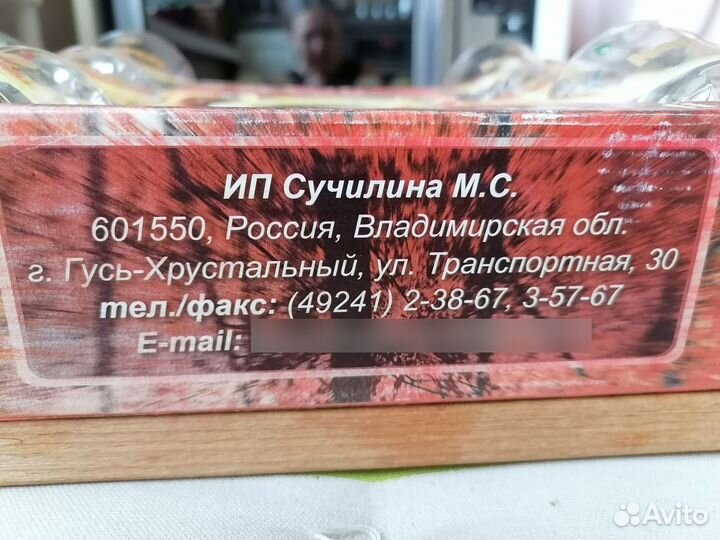 ИП Сучилина М.С.
601550, Россия, Владимирская обл.
г. Гусь-Хрустальный, ул. Транспортная, 30
тел./факс: (49241) 2-38-67, 3-57-67
E-mail:
Avito